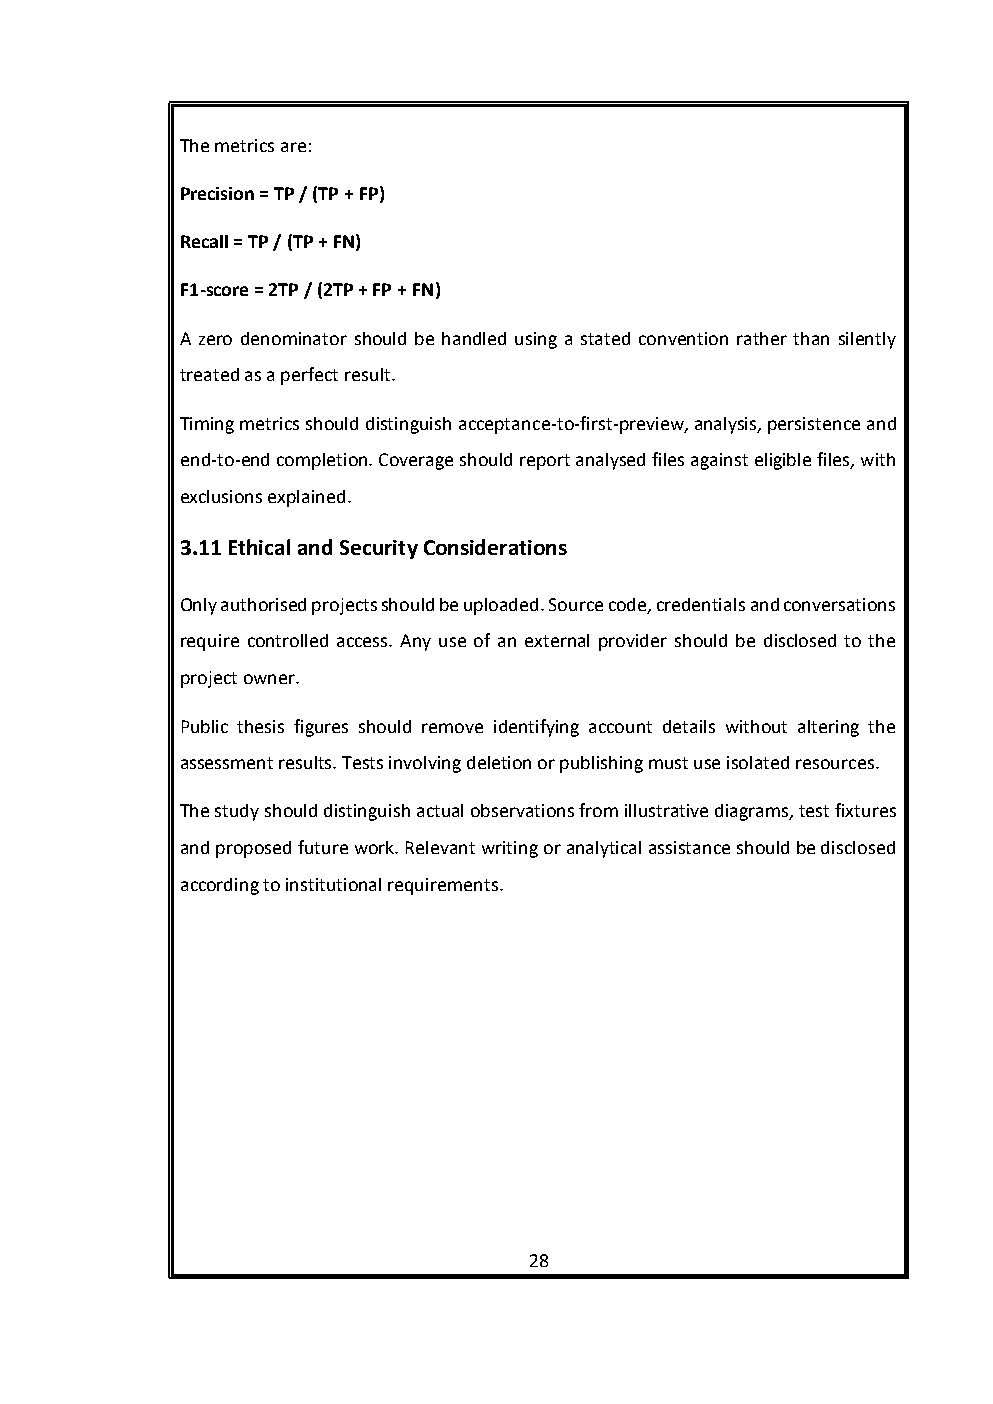 The metrics are:
Precision = TP / (TP + FP)
Recall = TP / (TP + FN)
F1-score = 2TP / (2TP + FP + FN)
A zero denominator should be handled using a stated convention rather than silently
treated as a perfect result.
Timing metrics should distinguish acceptance-to-first-preview, analysis, persistence and
end-to-end completion. Coverage should report analysed files against eligible files, with
exclusions explained.
3.11 Ethical and Security Considerations
Only authorised projects should be uploaded. Source code, credentials and conversations
require controlled access. Any use of an external provider should be disclosed to the
project owner.
Public thesis figures should remove identifying account details without altering the
assessment results. Tests involving deletion or publishing must use isolated resources.
The study should distinguish actual observations from illustrative diagrams, test fixtures
and proposed future work. Relevant writing or analytical assistance should be disclosed
according to institutional requirements.
28